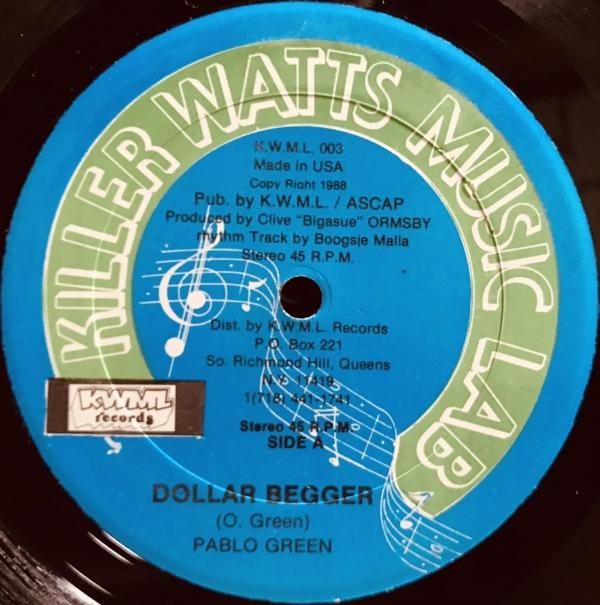 KILLER WATTS MUSIC LAB
K.W.M.L. 003
Made in USA
Copy Right 1988
Pub. by K.W.M.L. / ASCAP
Produced by Clive "Bigasue" ORMSBY
rhythm Track by Boogsie Malla
Stereo 45 R.P.M.
Dist. by K.W.M.L. Records
P.O. Box 221
So. Richmond Hill, Queens
N.Y. 11419
1(718) 441-1741
KWML
records
Stereo 45 R.P.M.
SIDE A
DOLLAR BEGGER
(O. Green)
PABLO GREEN